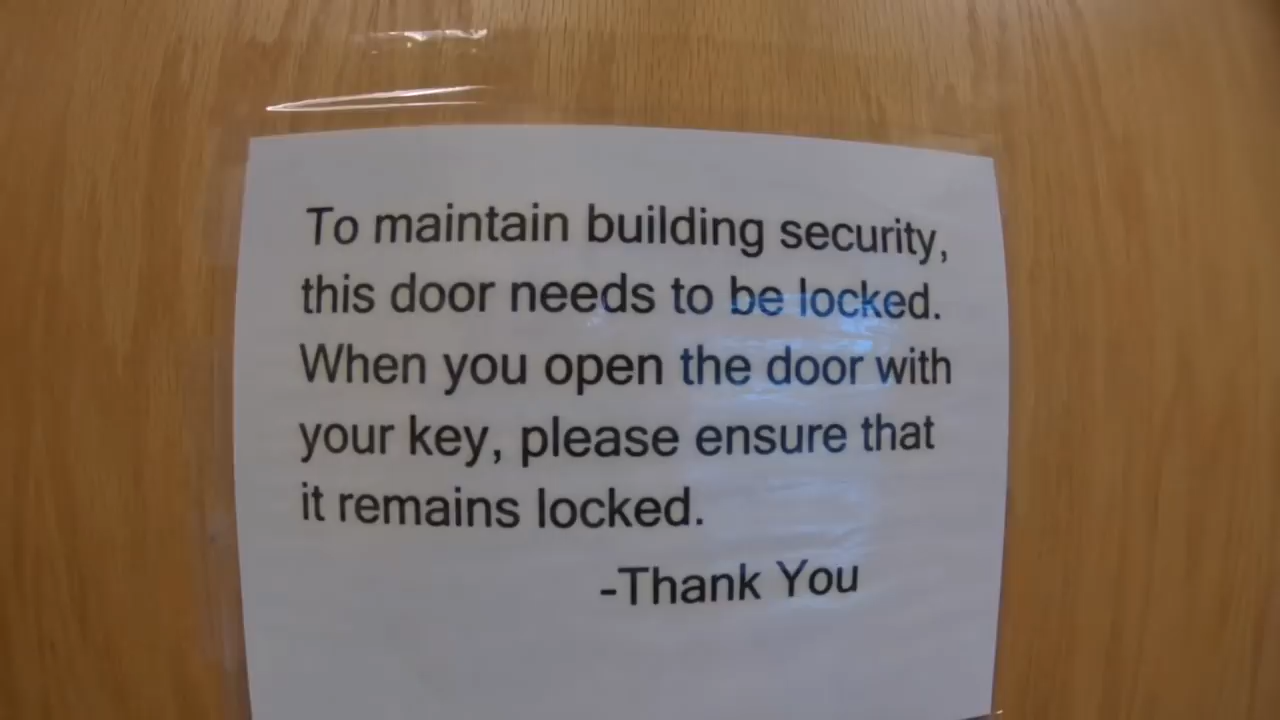 To maintain building security,
this door needs to be locked.
When you open the door with
your key, please ensure that
it remains locked.
-Thank You